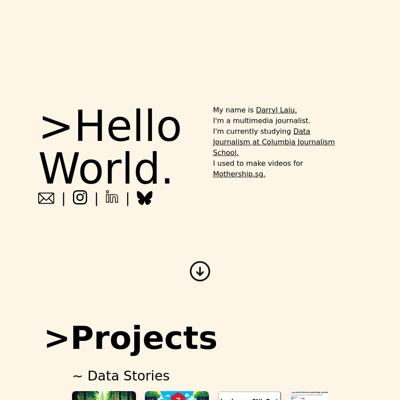 >Hello
World.
My name is Darryl Laiu.
I'm a multimedia journalist.
I'm currently studying Data
Journalism at Columbia Journalism
School.
I used to make videos for
Mothership.sg.
| | |
>Projects
~ Data Stories